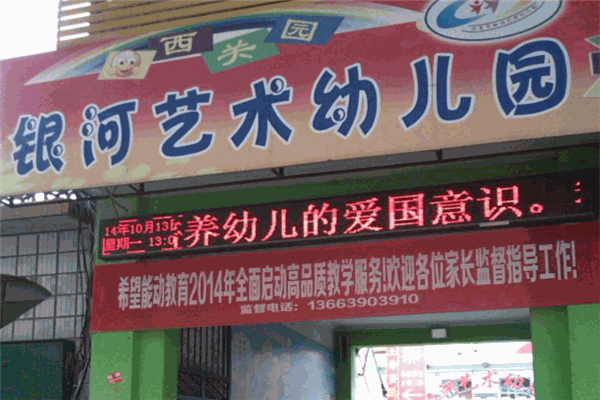 西关园
银河艺术幼儿园
14年10月13
星期一 13:0
养幼儿的爱国意识。
希望能动教育2014年全面启动高品质教学服务!欢迎各位家长监督指导工作!
监督电话：13663903910
艺术幼